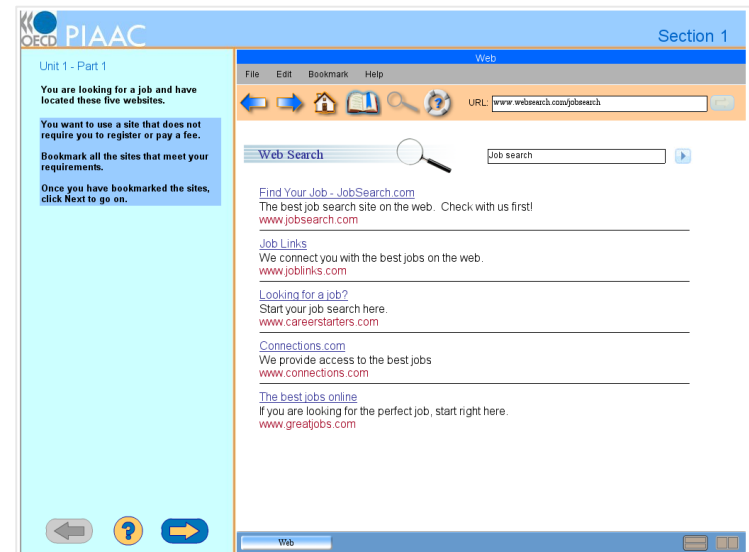 OECD PIAAC
Section 1
Unit 1 - Part 1
You are looking for a job and have
located these five websites.
You want to use a site that does not
require you to register or pay a fee.
Bookmark all the sites that meet your
requirements.
Once you have bookmarked the sites,
click Next to go on.
Web
File Edit Bookmark Help
URL: www.websearch.com/jobsearch
Web Search
Job search
Find Your Job - JobSearch.com
The best job search site on the web. Check with us first!
www.jobsearch.com
Job Links
We connect you with the best jobs on the web.
www.joblinks.com
Looking for a job?
Start your job search here.
www.careerstarters.com
Connections.com
We provide access to the best jobs
www.connections.com
The best jobs online
If you are looking for the perfect job, start right here.
www.greatjobs.com
?
Web